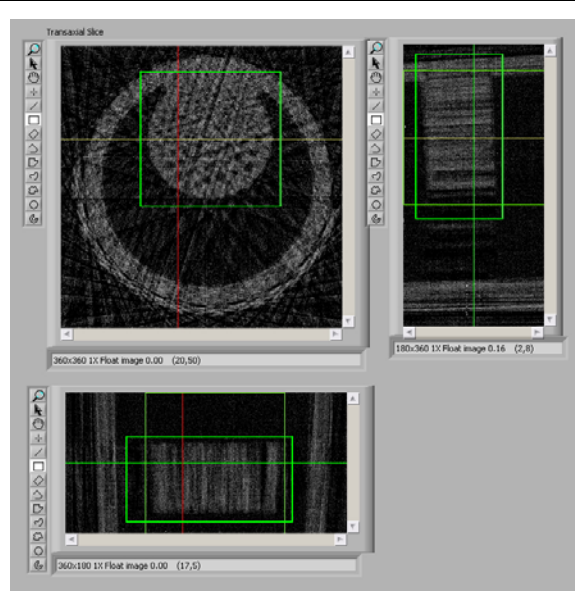 Transaxial Slice
360x360 1X Float image 0.00 (20,50)
180x360 1X Float image 0.16 (2,8)
360x180 1X Float image 0.00 (17,5)